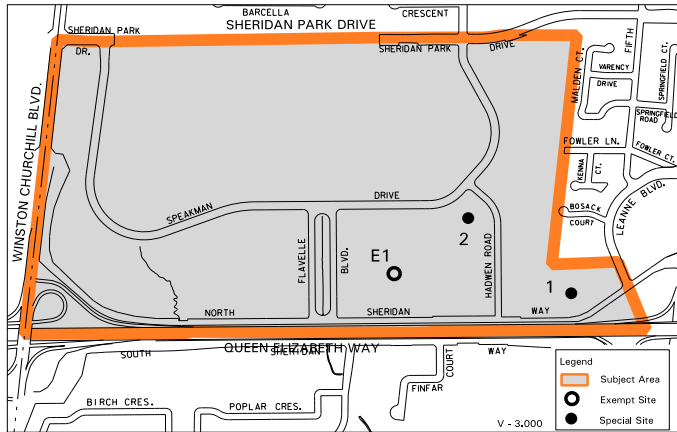 BARCELLA
CRESCENT
SHERIDAN PARK DRIVE
SHERIDAN PARK
DR.
SHERIDAN PARK
DRIVE
FIFTH
MALDEN CT.
VARENCY
DRIVE
SPRINGFIELD CT.
SPRINGFIELD
ROAD
FOWLER LN.
FOWLER CT.
KENNA
CT.
LEANNE BLVD.
BOSACK
COURT
WINSTON CHURCHILL BLVD.
SPEAKMAN
DRIVE
FLAVELLE
BLVD.
HADWEN ROAD
E1
2
1
NORTH
SHERIDAN
WAY
QUEEN ELIZABETH WAY
SOUTH
SHERIDAN
WAY
FINFAR
COURT
BIRCH CRES.
POPLAR CRES.
V - 3.000
Legend
Subject Area
Exempt Site
Special Site